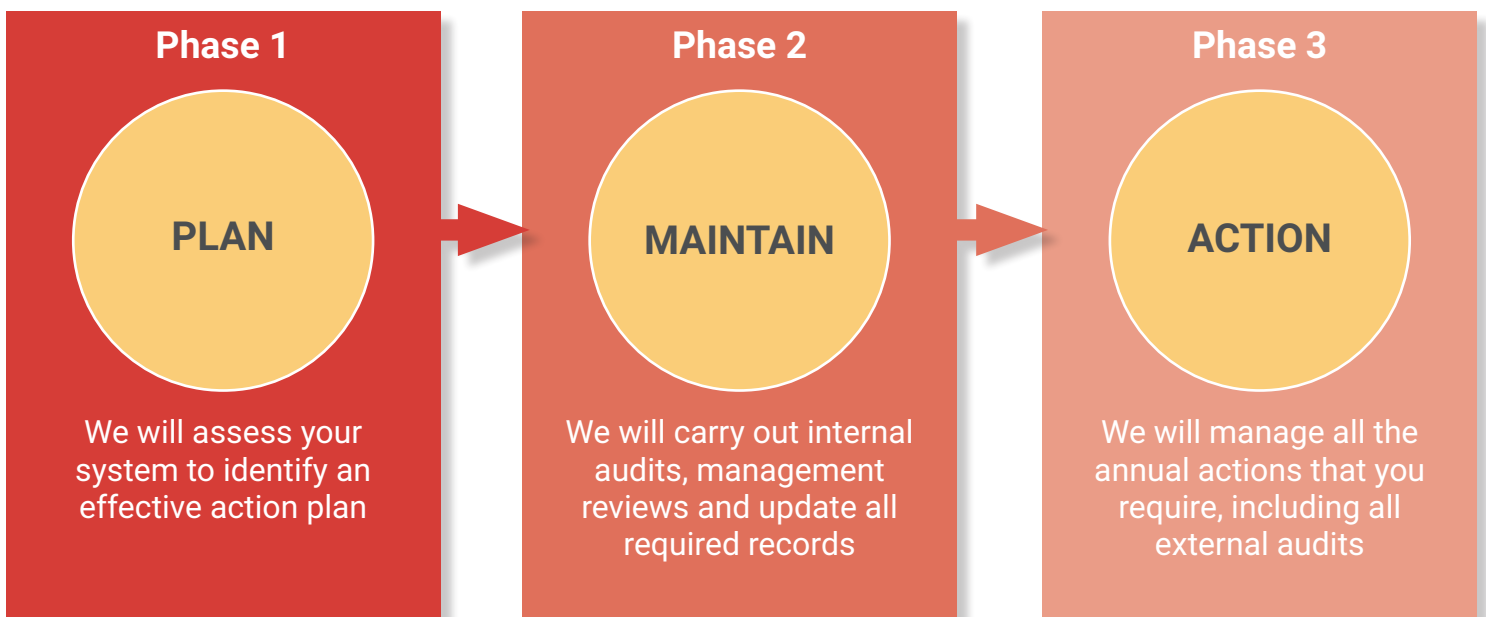 Phase 1
PLAN
We will assess your
system to identify an
effective action plan
Phase 2
MAINTAIN
We will carry out internal
audits, management
reviews and update all
required records
Phase 3
ACTION
We will manage all the
annual actions that you
require, including all
external audits